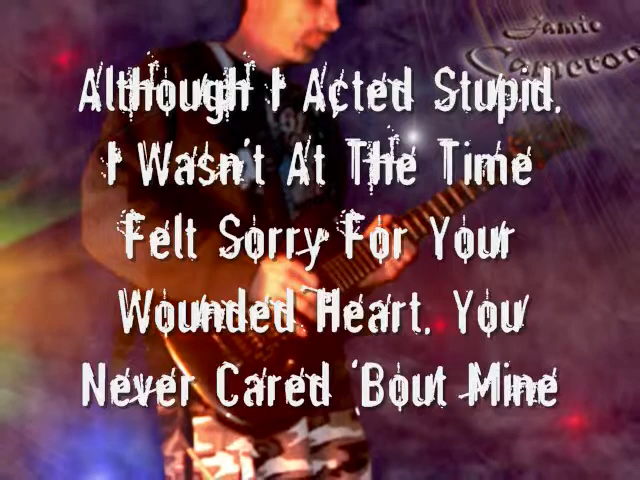 Jamie
Cameron
Although I Acted Stupid,
I Wasn't At The Time
Felt Sorry For Your
Wounded Heart, You
Never Cared 'Bout Mine